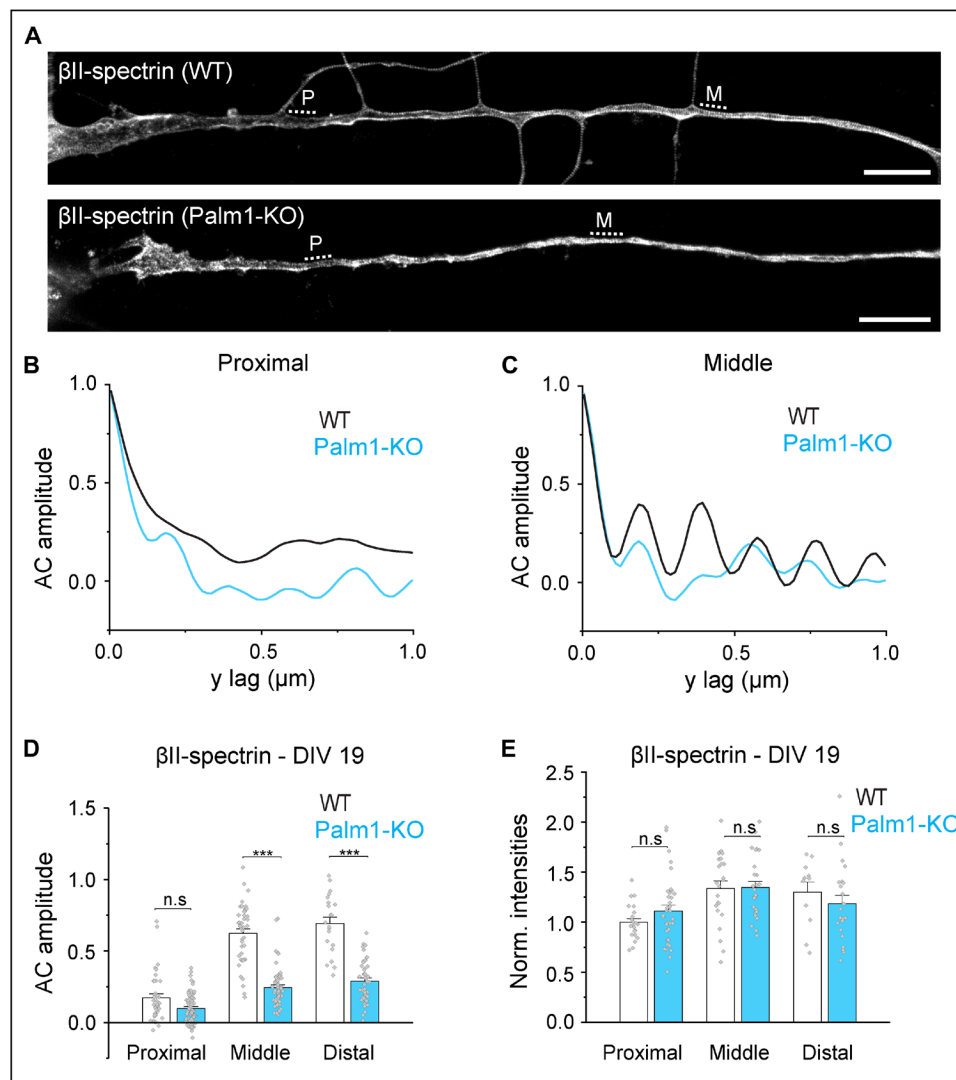 A
βII-spectrin (WT)
P
M
βII-spectrin (Palm1-KO)
P
M
B
Proximal
WT
Palm1-KO
AC amplitude
1.0
0.5
0.0
0.0
0.5
1.0
y lag (µm)
C
Middle
WT
Palm1-KO
AC amplitude
1.0
0.5
0.0
0.0
0.5
1.0
y lag (µm)
D
βII-spectrin - DIV 19
WT
Palm1-KO
AC amplitude
1.5
1.0
0.5
0.0
n.s
***
***
Proximal
Middle
Distal
E
βII-spectrin - DIV 19
WT
Palm1-KO
Norm. intensities
2.5
2.0
1.5
1.0
0.5
0.0
n.s
n.s
n.s
Proximal
Middle
Distal